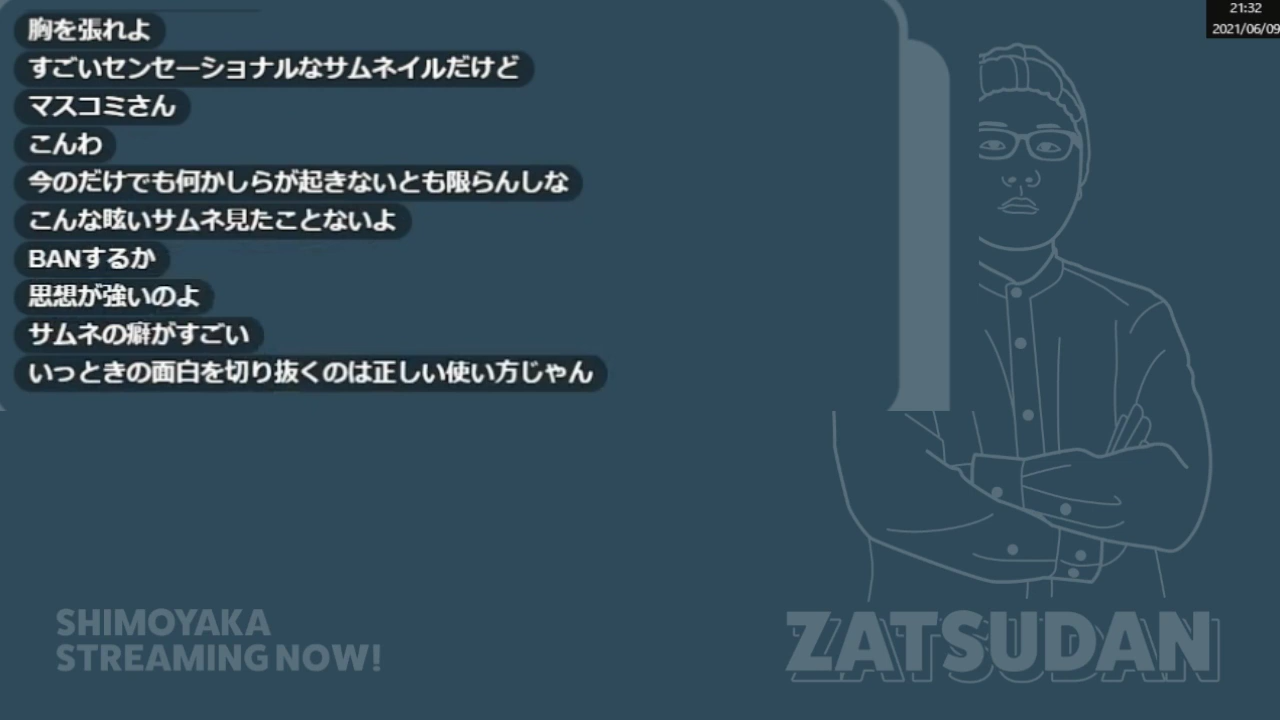 21:32
2021/06/09
胸を張れよ
すごいセンセーショナルなサムネイルだけど
マスコミさん
こんわ
今のだけでも何かしらが起きないとも限らんしな
こんな眩いサムネ見たことないよ
BANするか
思想が強いのよ
サムネの癖がすごい
いっときの面白を切り抜くのは正しい使い方じゃん
SHIMOYAKA
STREAMING NOW!
ZATSUDAN